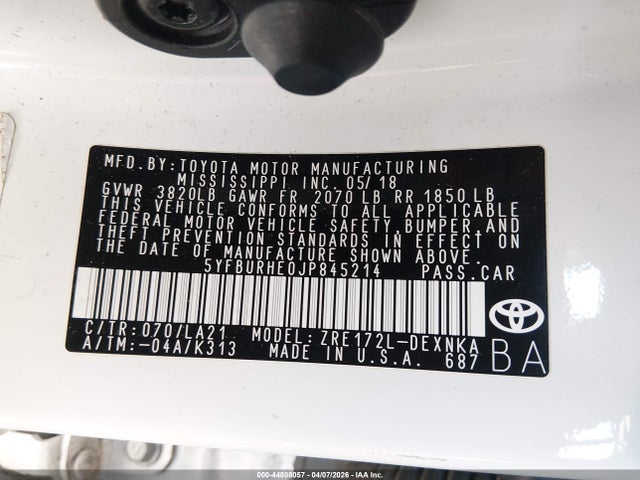 MFD. BY: TOYOTA MOTOR MANUFACTURING
MISSISSIPPI INC. 05/18
GVWR 3820LB GAWR FR 2070 LB RR 1850 LB
THIS VEHICLE CONFORMS TO ALL APPLICABLE
FEDERAL MOTOR VEHICLE SAFETY, BUMPER, AND
THEFT PREVENTION STANDARDS IN EFFECT ON
THE DATE OF MANUFACTURE SHOWN ABOVE.
5YFBURHE0JP845214 PASS. CAR
C/TR: 070/LA21 MODEL: ZRE172L-DEXNKA
A/TM: -04A/K313 MADE IN U.S.A. 687
BA
000-44808057 - 04/07/2026 - IAA Inc.